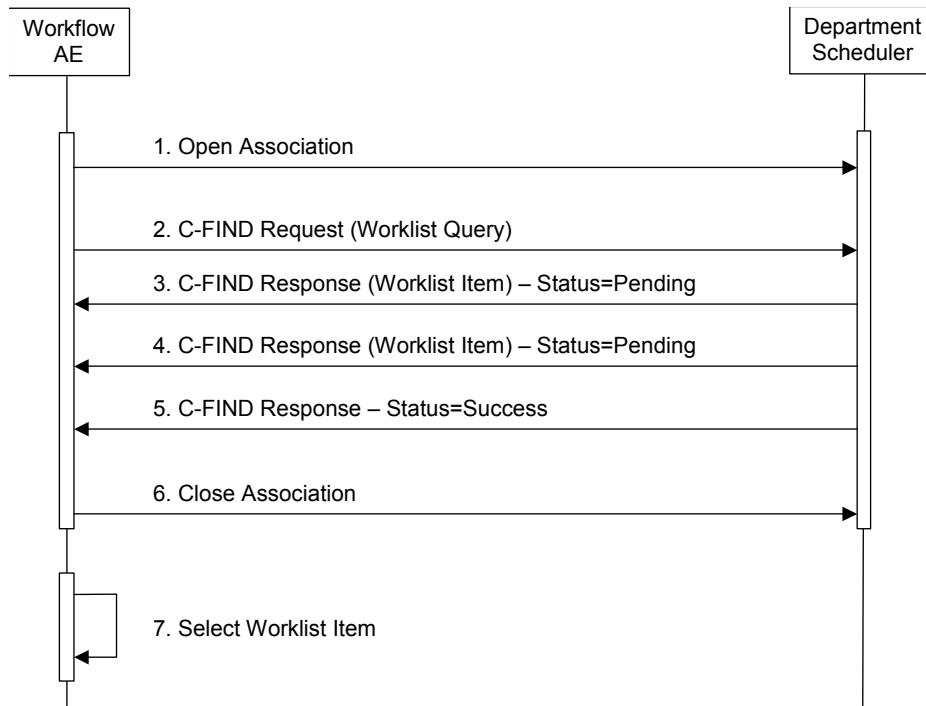 Workflow
AE
Department
Scheduler
1. Open Association
2. C-FIND Request (Worklist Query)
3. C-FIND Response (Worklist Item) – Status=Pending
4. C-FIND Response (Worklist Item) – Status=Pending
5. C-FIND Response – Status=Success
6. Close Association
7. Select Worklist Item